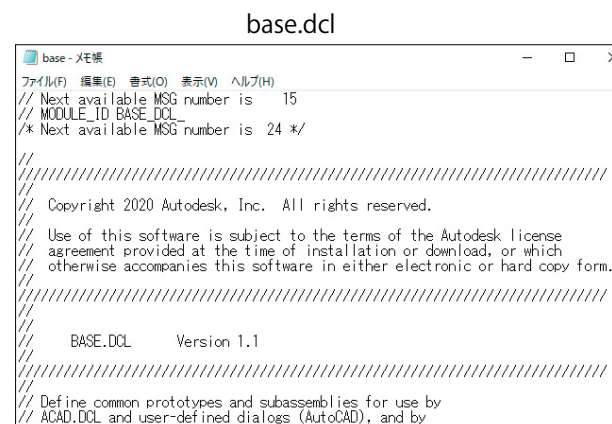 base.dcl
base - メモ帳
ファイル(F) 編集(E) 書式(O) 表示(V) ヘルプ(H)
// Next available MSG number is    15
// MODULE_ID BASE_DCL_
/* Next available MSG number is  24 */
//
//////////////////////////////////////////////////////////////////////////////
//
//  Copyright 2020 Autodesk, Inc.  All rights reserved.
//
//  Use of this software is subject to the terms of the Autodesk license
//  agreement provided at the time of installation or download, or which
//  otherwise accompanies this software in either electronic or hard copy form.
//
//////////////////////////////////////////////////////////////////////////////
//
//
//     BASE.DCL      Version 1.1
//
//////////////////////////////////////////////////////////////////////////////
//
// Define common prototypes and subassemblies for use by
// ACAD.DCL and user-defined dialogs (AutoCAD), and by